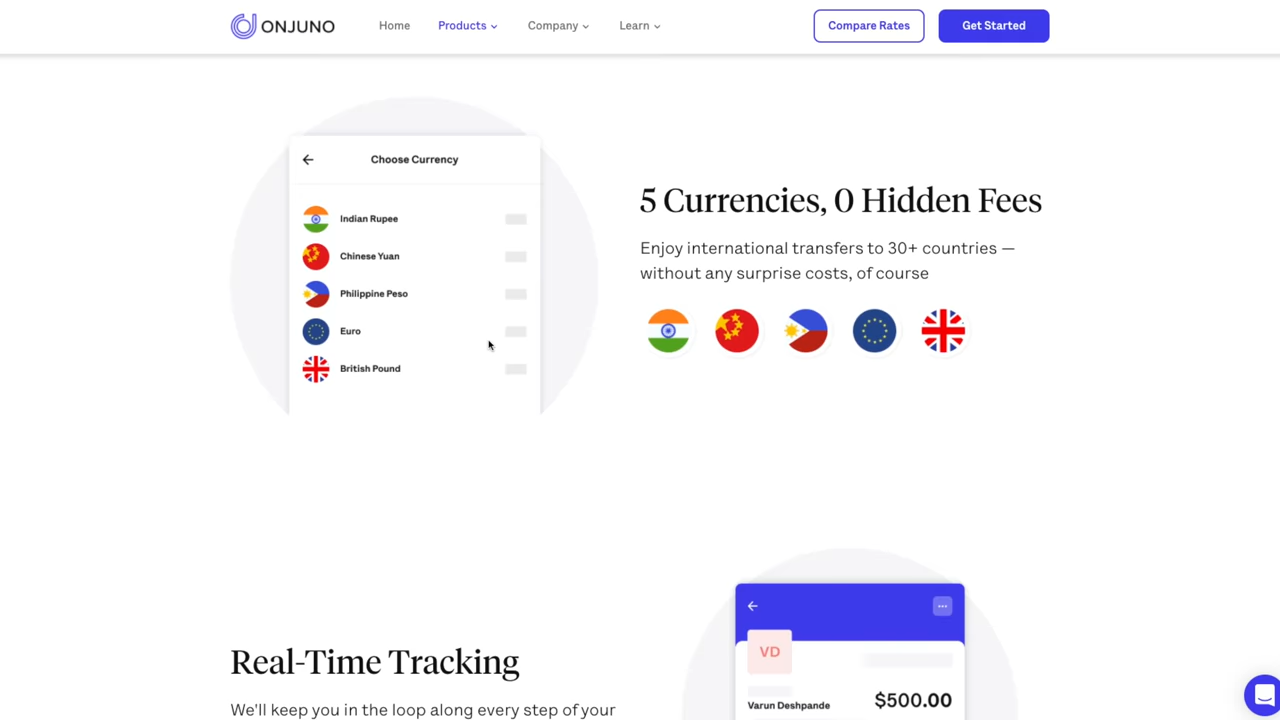 ONJUNO
Home
Products
Company
Learn
Compare Rates
Get Started
Choose Currency
Indian Rupee
Chinese Yuan
Philippine Peso
Euro
British Pound
5 Currencies, 0 Hidden Fees
Enjoy international transfers to 30+ countries —
without any surprise costs, of course
Real-Time Tracking
We'll keep you in the loop along every step of your
VD
Varun Deshpande
$500.00